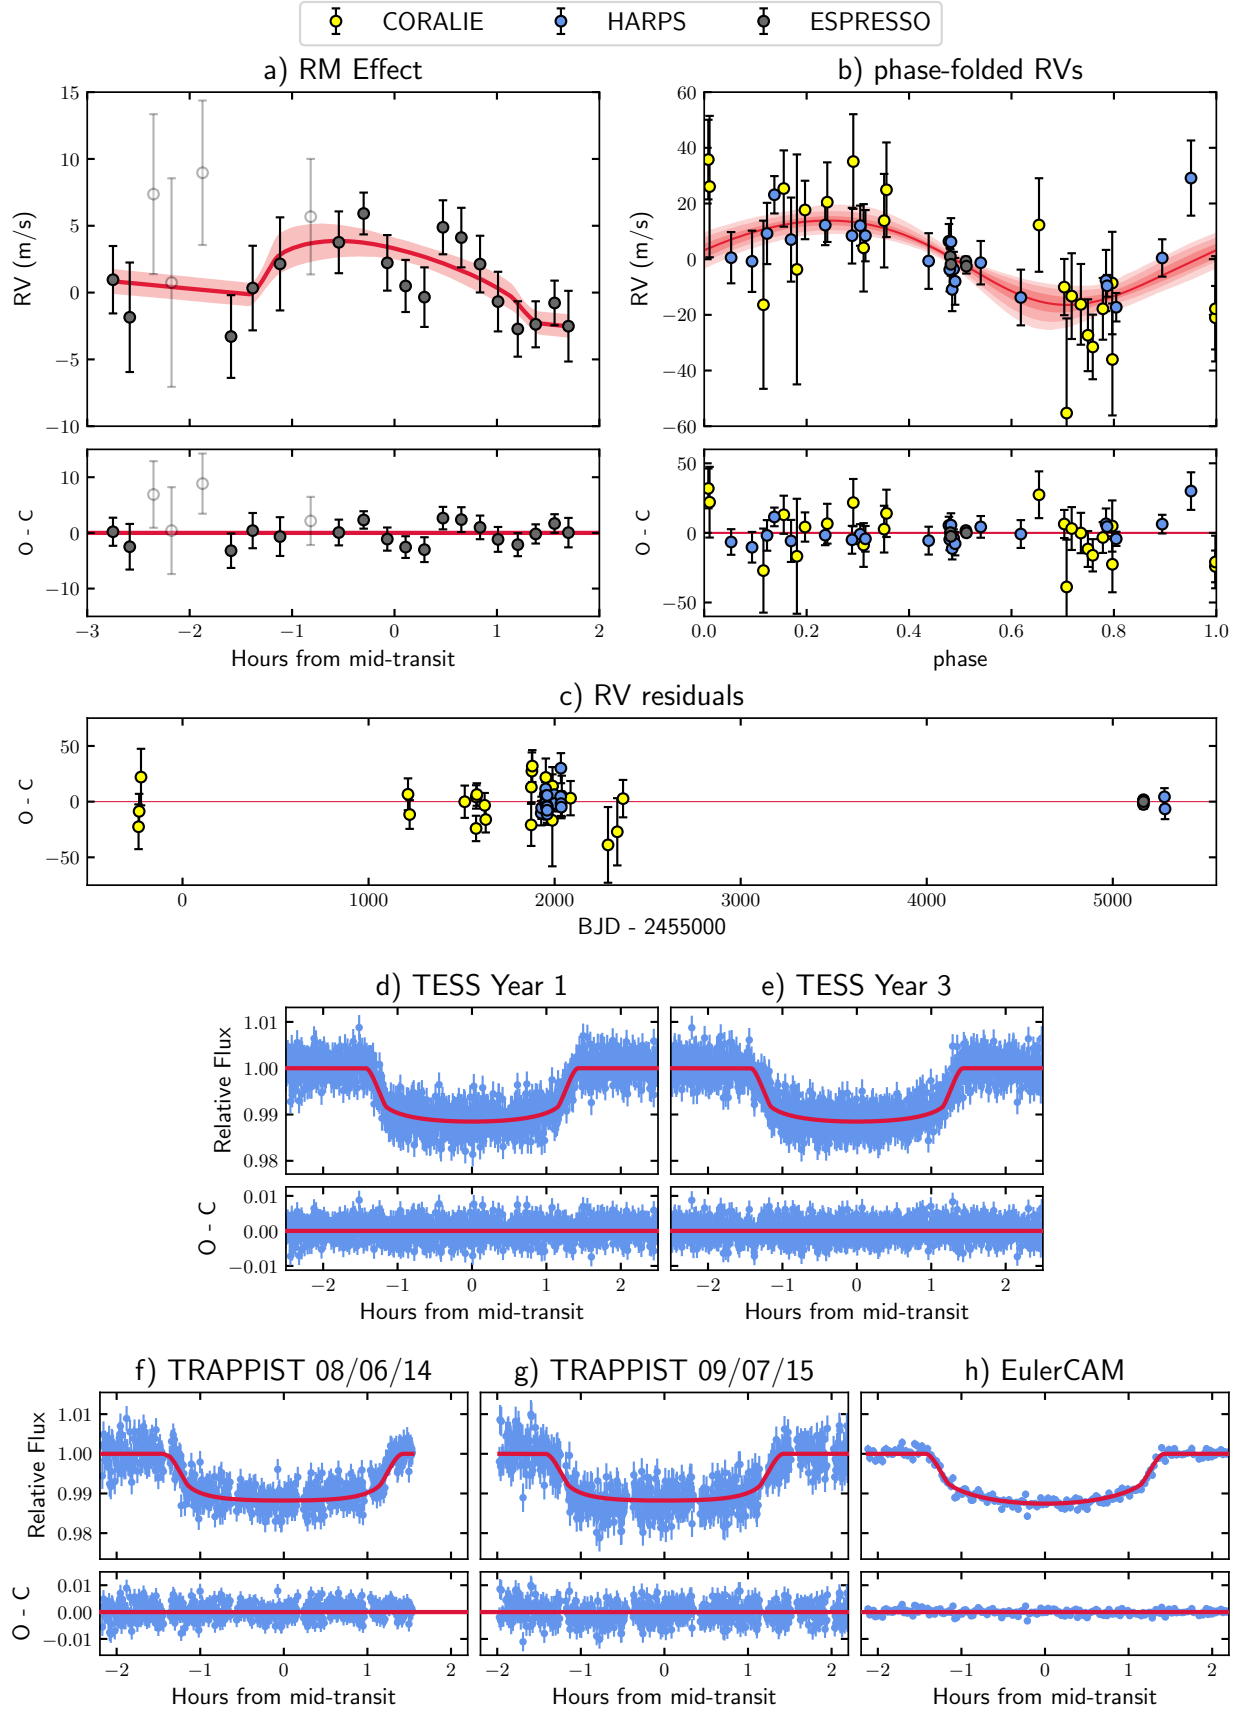 CORALIE HARPS ESPRESSO
a) RM Effect
b) phase-folded RVs
RV (m/s)
15
10
5
0
−5
−10
RV (m/s)
60
40
20
0
−20
−40
−60
O - C
10
0
−10
O - C
50
0
−50
−3 −2 −1 0 1 2
0.0 0.2 0.4 0.6 0.8 1.0
Hours from mid-transit
phase
c) RV residuals
O - C
50
0
−50
0 1000 2000 3000 4000 5000
BJD - 2455000
d) TESS Year 1
e) TESS Year 3
Relative Flux
1.01
1.00
0.99
0.98
O - C
0.01
0.00
−0.01
−2 −1 0 1 2
−2 −1 0 1 2
Hours from mid-transit
Hours from mid-transit
f) TRAPPIST 08/06/14
g) TRAPPIST 09/07/15
h) EulerCAM
Relative Flux
1.01
1.00
0.99
0.98
O - C
0.01
0.00
−0.01
−2 −1 0 1 2
−2 −1 0 1 2
−2 −1 0 1 2
Hours from mid-transit
Hours from mid-transit
Hours from mid-transit